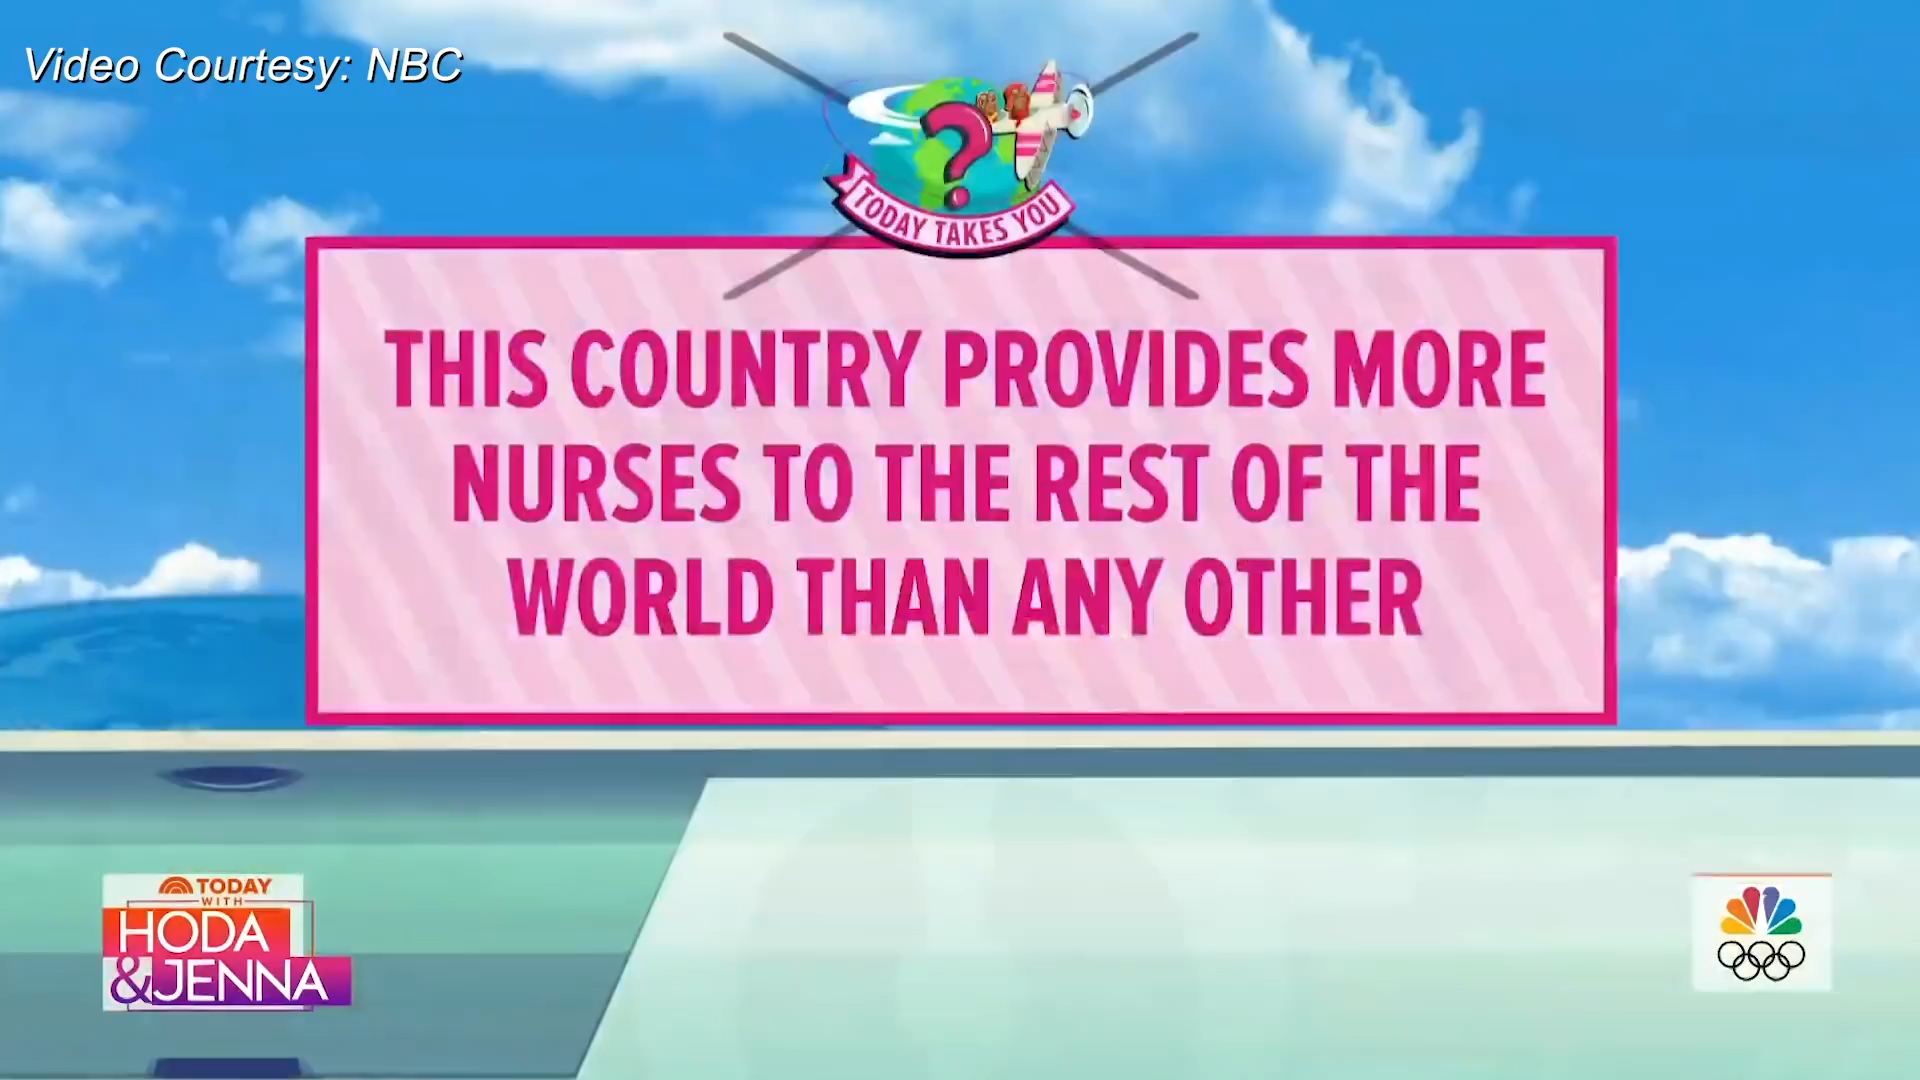 Video Courtesy: NBC
TODAY TAKES YOU
THIS COUNTRY PROVIDES MORE
NURSES TO THE REST OF THE
WORLD THAN ANY OTHER
TODAY
WITH
HODA
&JENNA